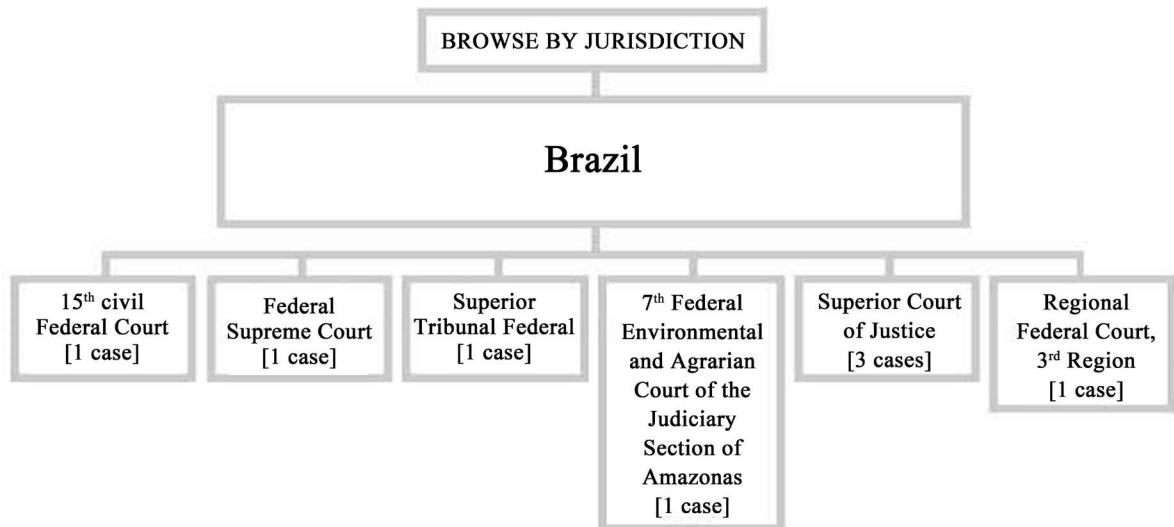 BROWSE BY JURISDICTION
Brazil
15th civil
Federal Court
[1 case]
Federal
Supreme Court
[1 case]
Superior
Tribunal Federal
[1 case]
7th Federal
Environmental
and Agrarian
Court of the
Judiciary
Section of
Amazonas
[1 case]
Superior Court
of Justice
[3 cases]
Regional
Federal Court,
3rd Region
[1 case]